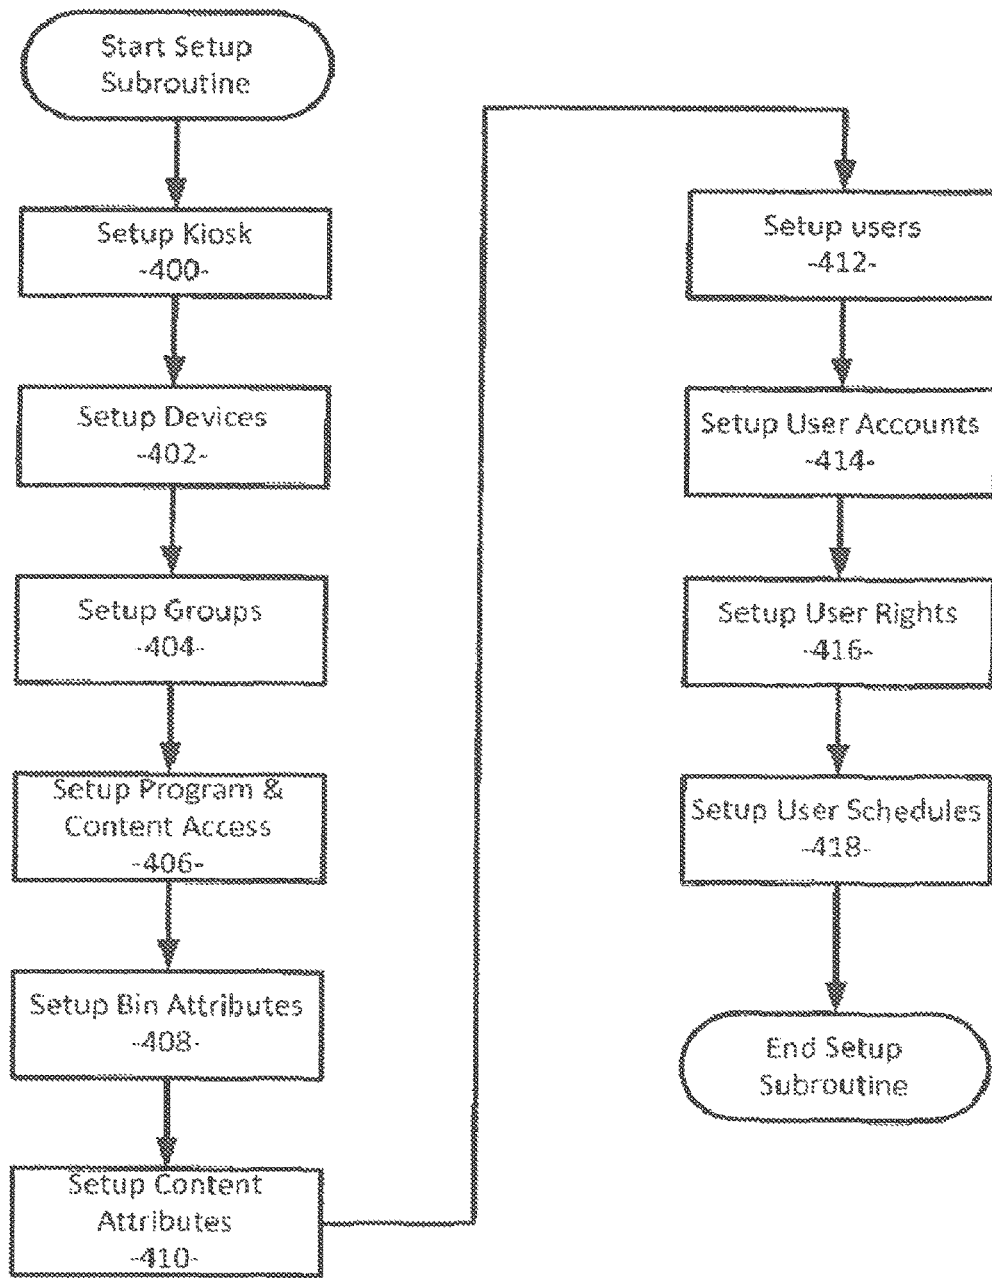 Start Setup
Subroutine
Setup Kiosk
-400-
Setup Devices
-402-
Setup Groups
-404-
Setup Program &
Content Access
-406-
Setup Bin Attributes
-408-
Setup Content
Attributes
-410-
Setup users
-412-
Setup User Accounts
-414-
Setup User Rights
-416-
Setup User Schedules
-418-
End Setup
Subroutine